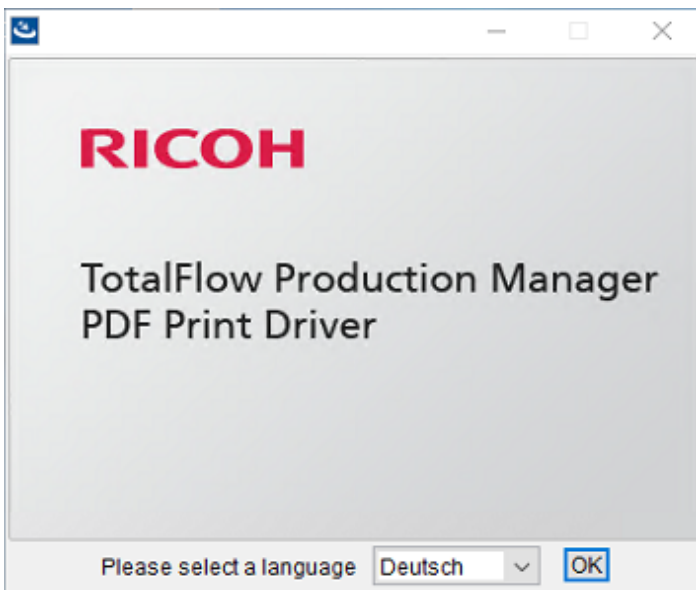 RICOH
TotalFlow Production Manager
PDF Print Driver
Please select a language Deutsch OK